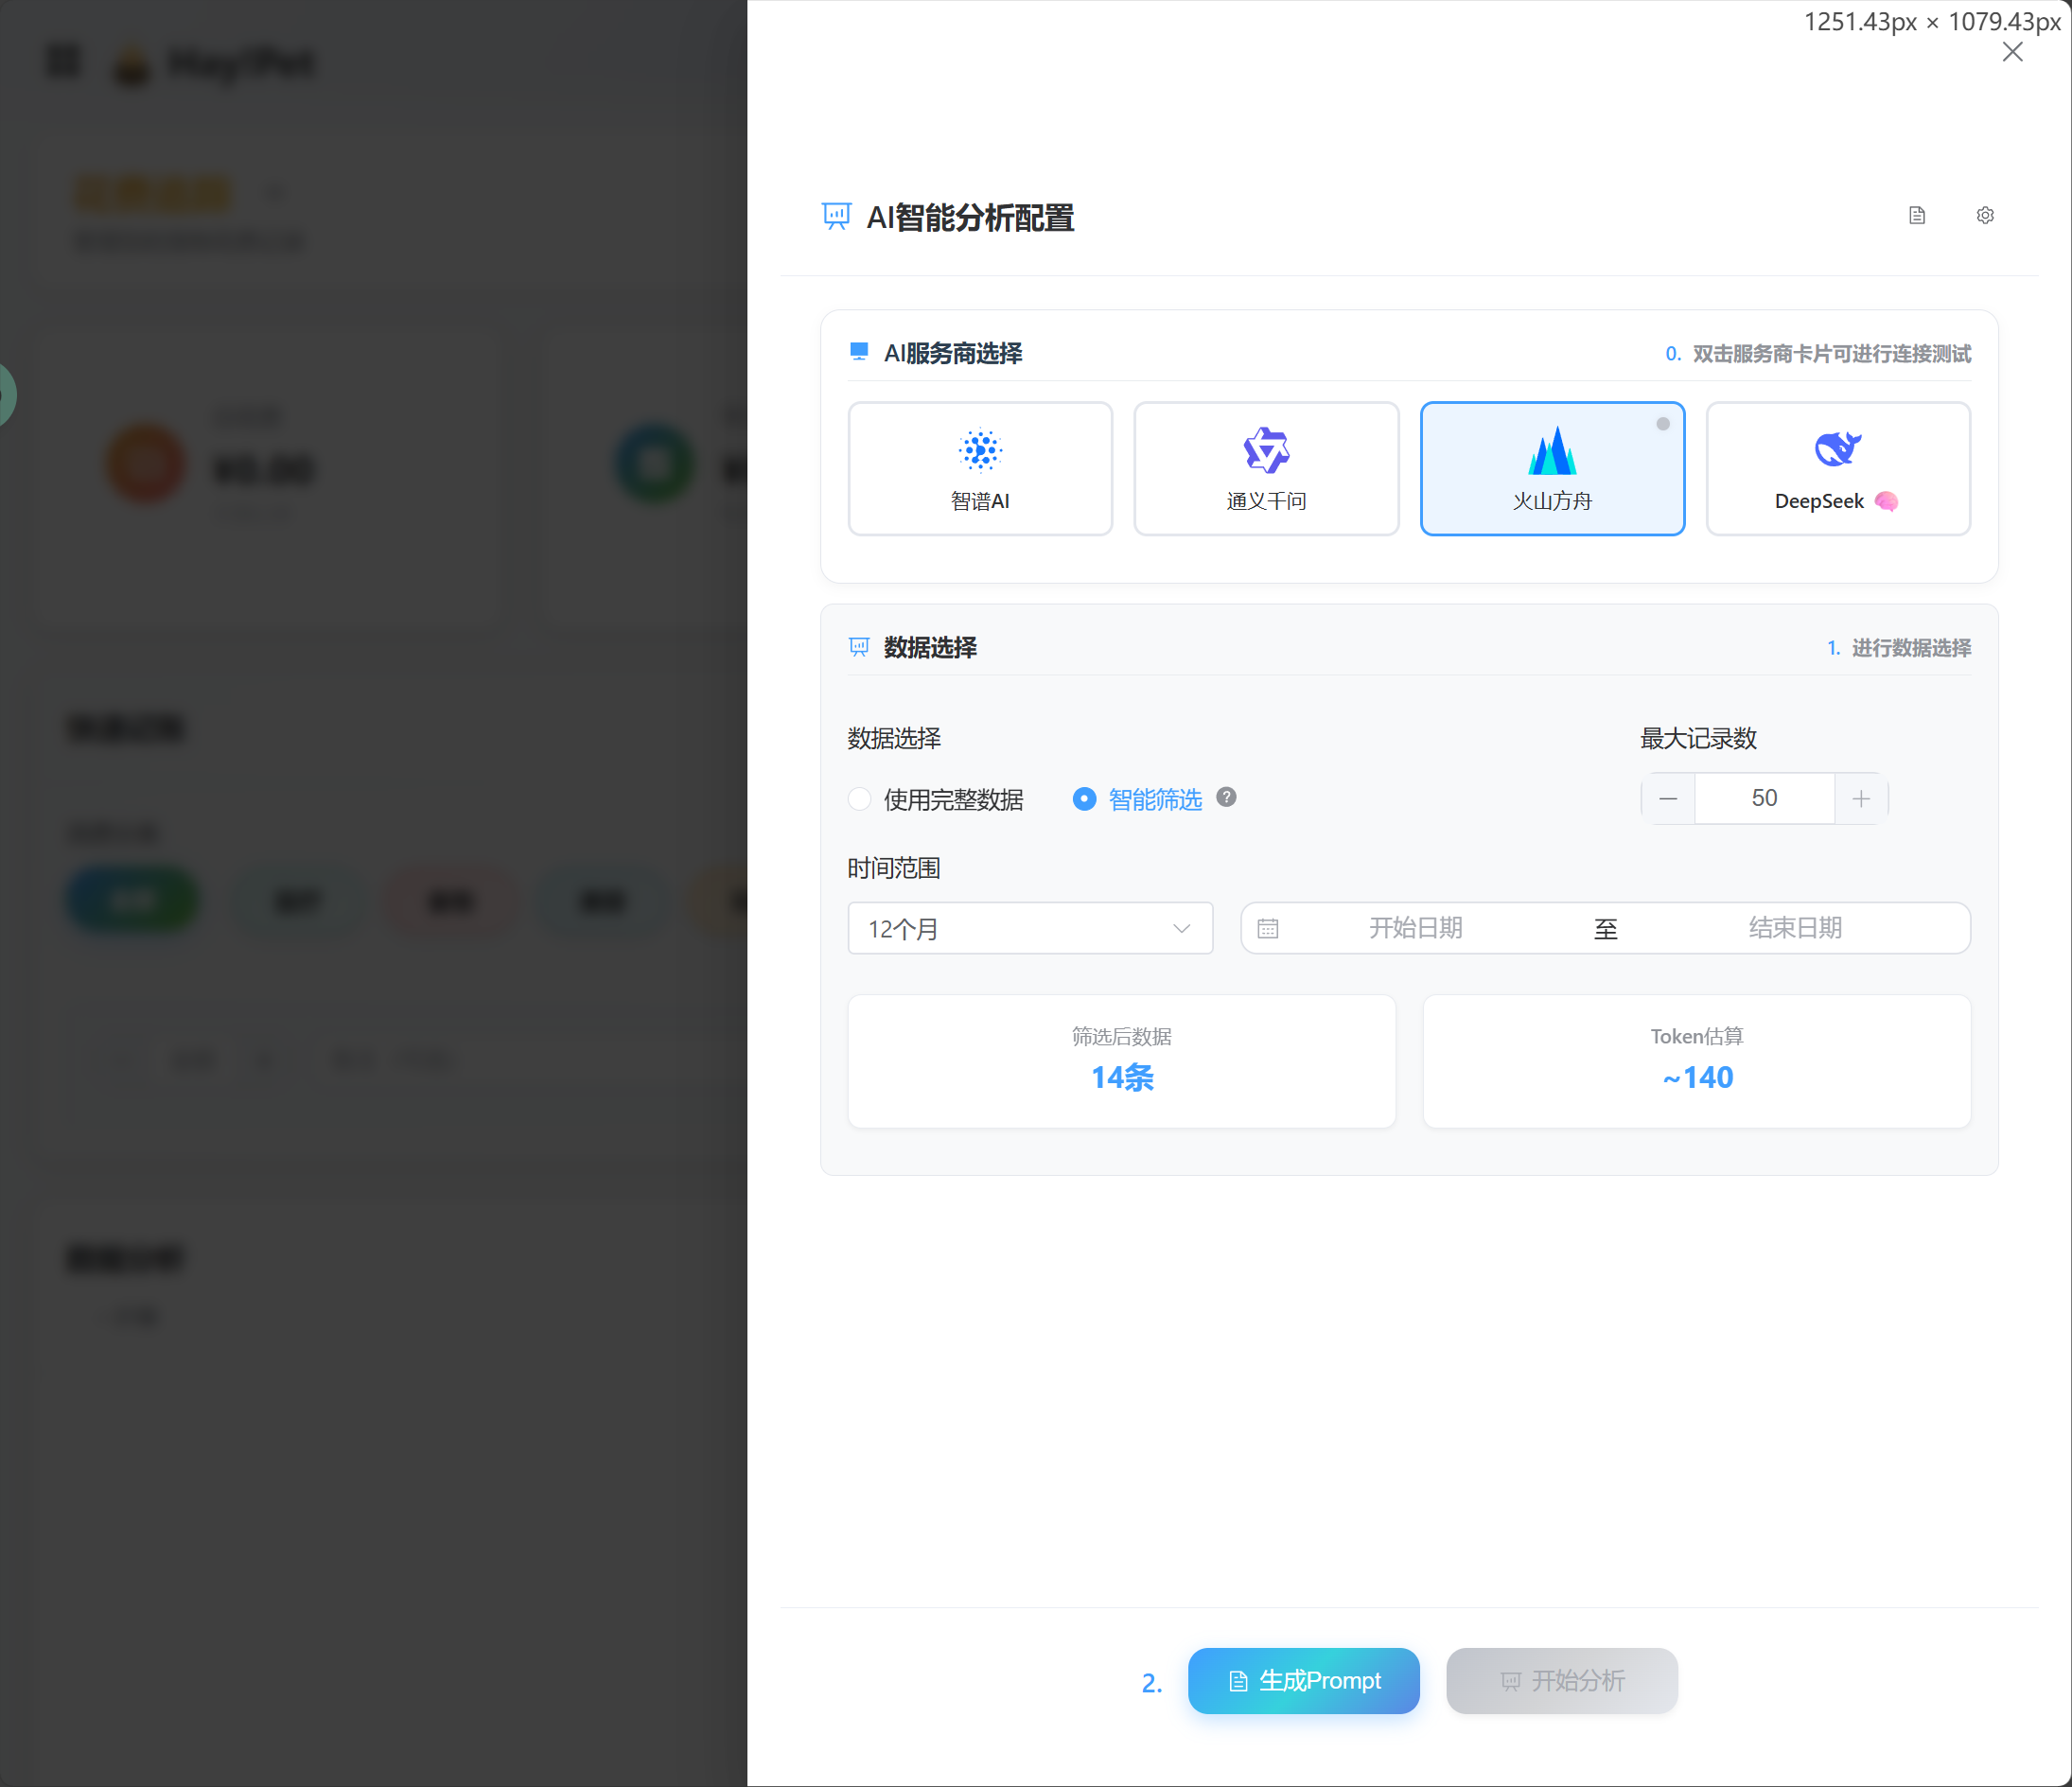 1251.43px × 1079.43px
Hay!Pet
AI智能分析配置
AI服务商选择
0. 双击服务商卡片可进行连接测试
智谱AI
通义千问
火山方舟
DeepSeek
数据选择
1. 进行数据选择
数据选择
最大记录数
使用完整数据
智能筛选
50
时间范围
12个月
开始日期
至
结束日期
筛选后数据
Token估算
14条
~140
2.
生成Prompt
开始分析